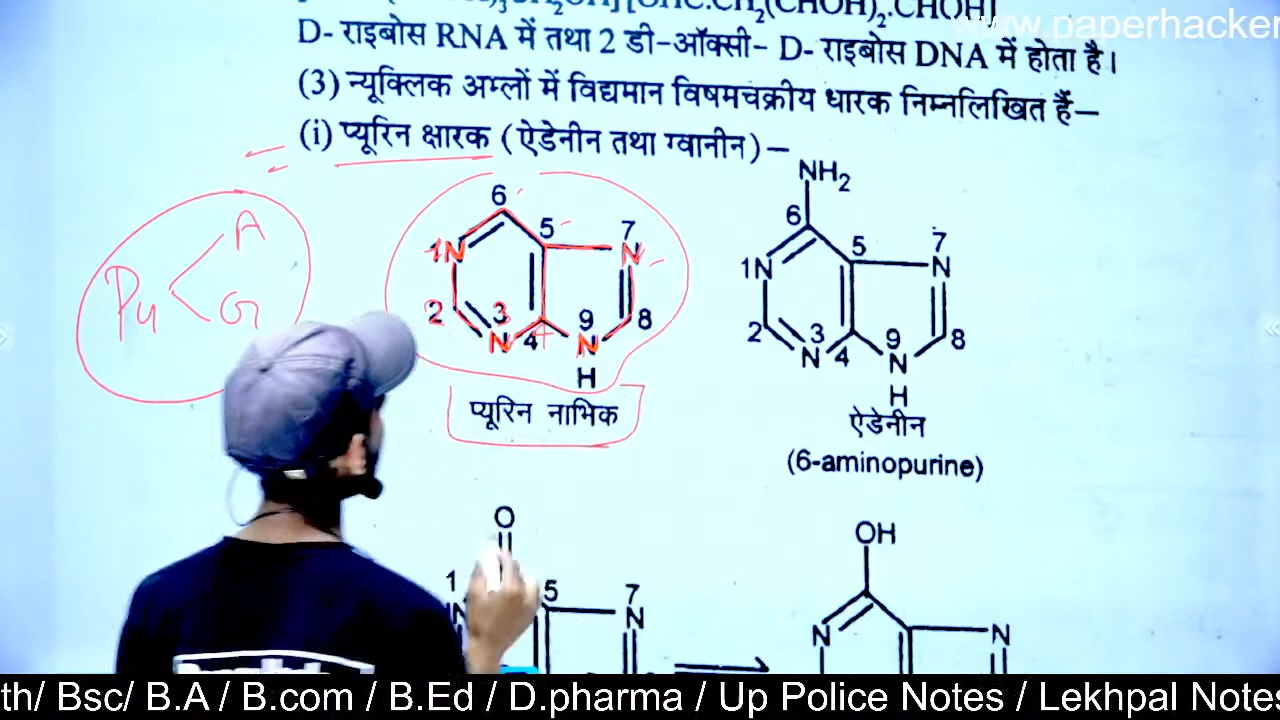 www.paperhacker
D- राइबोस RNA में तथा 2 डी-ऑक्सी- D- राइबोस DNA में होता है।
(3) न्यूक्लिक अम्लों में विद्यमान विषमचक्रीय धारक निम्नलिखित हैं—
(i) प्यूरिन क्षारक (ऐडेनीन तथा ग्वानीन)—
Pu A G
6 5 7 1N N 2 3 N 4 9 N H 8
प्यूरिन नाभिक
NH2 6 5 7 1N N 2 3 N 4 9 N H 8
ऐडेनीन
(6-aminopurine)
O 1 5 7 N
OH N N
th/ Bsc/ B.A / B.com / B.Ed / D.pharma / Up Police Notes / Lekhpal Notes